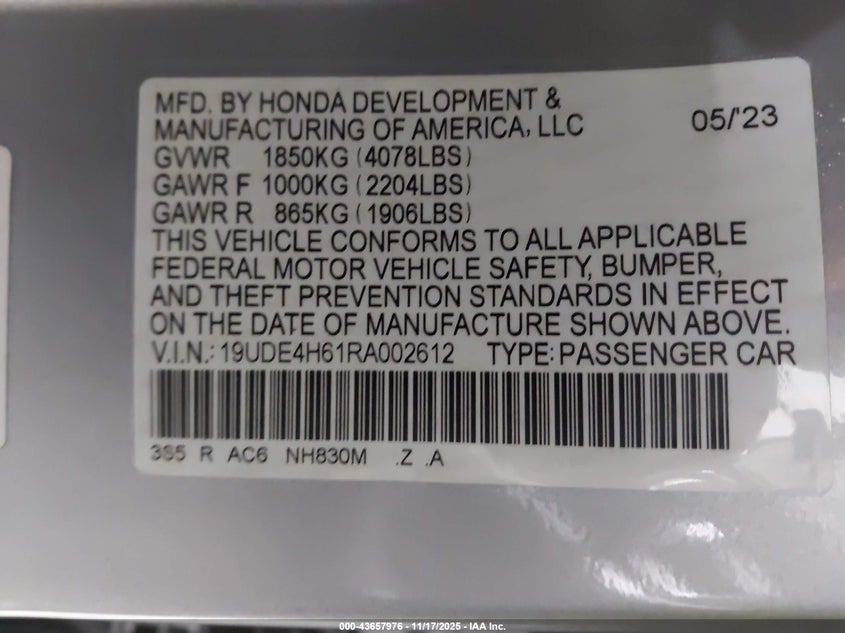 MFD. BY HONDA DEVELOPMENT &
MANUFACTURING OF AMERICA, LLC 05/'23
GVWR 1850KG (4078LBS)
GAWR F 1000KG (2204LBS)
GAWR R 865KG (1906LBS)
THIS VEHICLE CONFORMS TO ALL APPLICABLE
FEDERAL MOTOR VEHICLE SAFETY, BUMPER,
AND THEFT PREVENTION STANDARDS IN EFFECT
ON THE DATE OF MANUFACTURE SHOWN ABOVE.
V.I.N.: 19UDE4H61RA002612 TYPE: PASSENGER CAR
3S5 R AC6 NH830M .Z .A
000-43657976 - 11/17/2025 - IAA Inc.